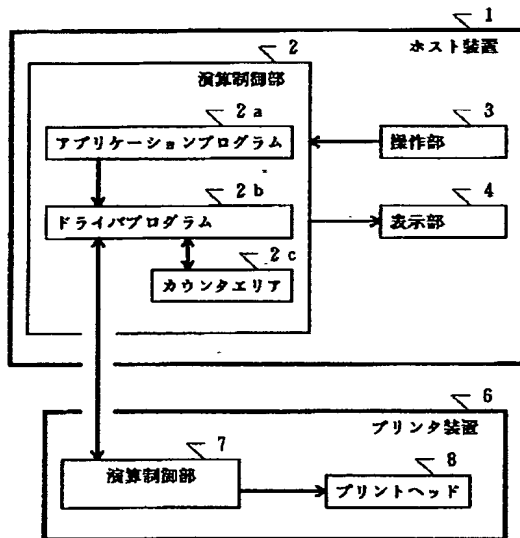 1
ホスト装置
2
演算制御部
2a
アプリケーションプログラム
3
操作部
2b
ドライバプログラム
4
表示部
2c
カウンタエリア
6
プリンタ装置
7
演算制御部
8
プリントヘッド